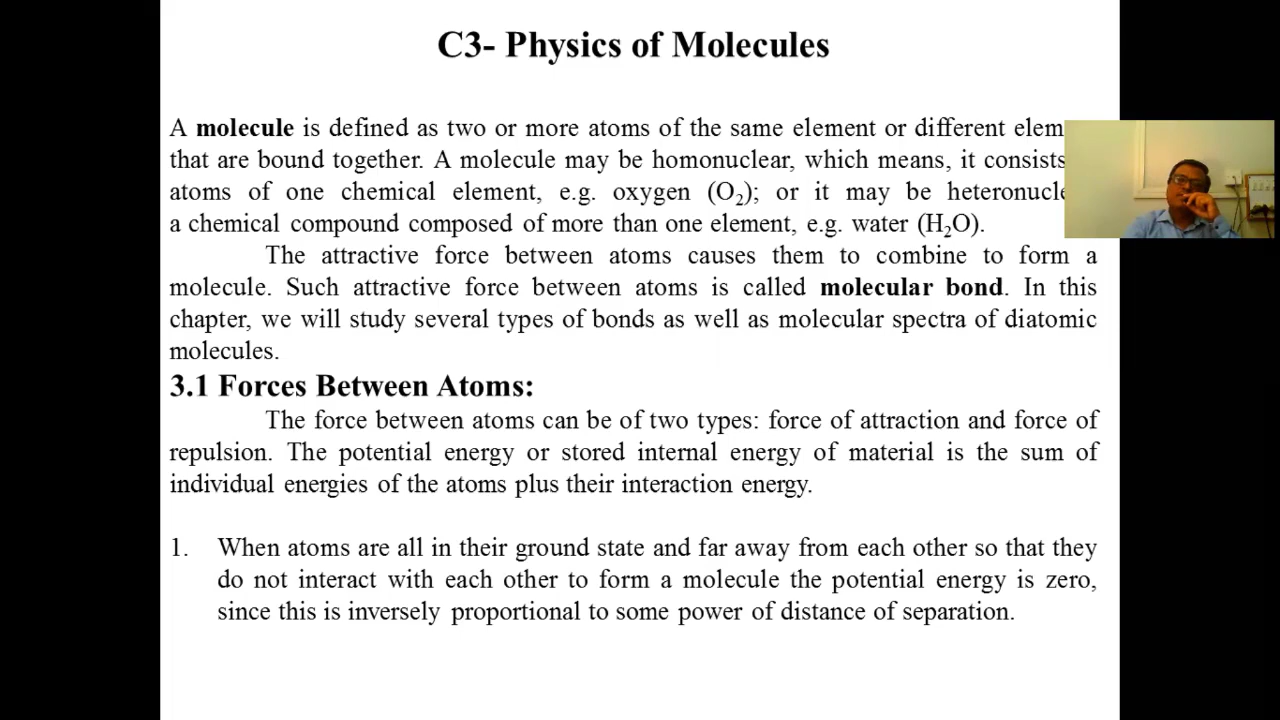 C3- Physics of Molecules
A molecule is defined as two or more atoms of the same element or different elem
that are bound together. A molecule may be homonuclear, which means, it consists
atoms of one chemical element, e.g. oxygen (O₂); or it may be heteronucle
a chemical compound composed of more than one element, e.g. water (H₂O).
The attractive force between atoms causes them to combine to form a
molecule. Such attractive force between atoms is called molecular bond. In this
chapter, we will study several types of bonds as well as molecular spectra of diatomic
molecules.
3.1 Forces Between Atoms:
The force between atoms can be of two types: force of attraction and force of
repulsion. The potential energy or stored internal energy of material is the sum of
individual energies of the atoms plus their interaction energy.
1. When atoms are all in their ground state and far away from each other so that they
do not interact with each other to form a molecule the potential energy is zero,
since this is inversely proportional to some power of distance of separation.